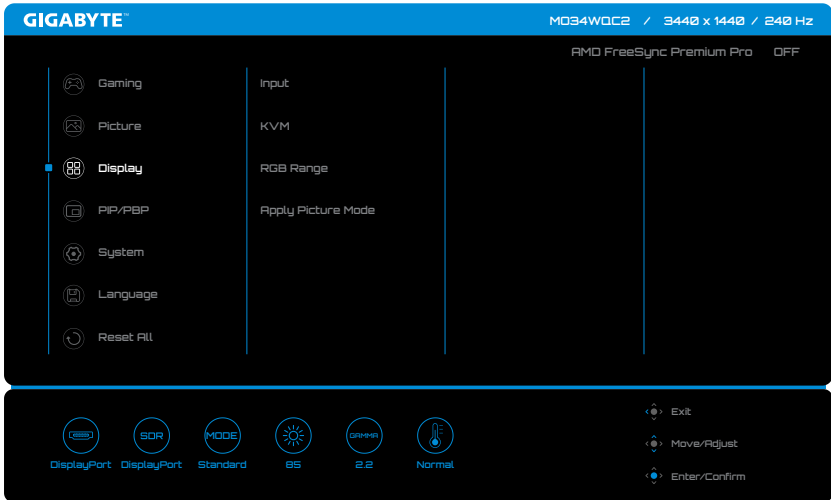 GIGABYTE™
MO34WQC2 / 3440 x 1440 / 240 Hz
AMD FreeSync Premium Pro OFF
Gaming
Input
Picture
KVM
Display
RGB Range
PIP/PBP
Apply Picture Mode
System
Language
Reset All
Exit
SDR
MODE
GAMMA
Move/Adjust
DisplayPort
DisplayPort
Standard
85
2.2
Normal
Enter/Confirm